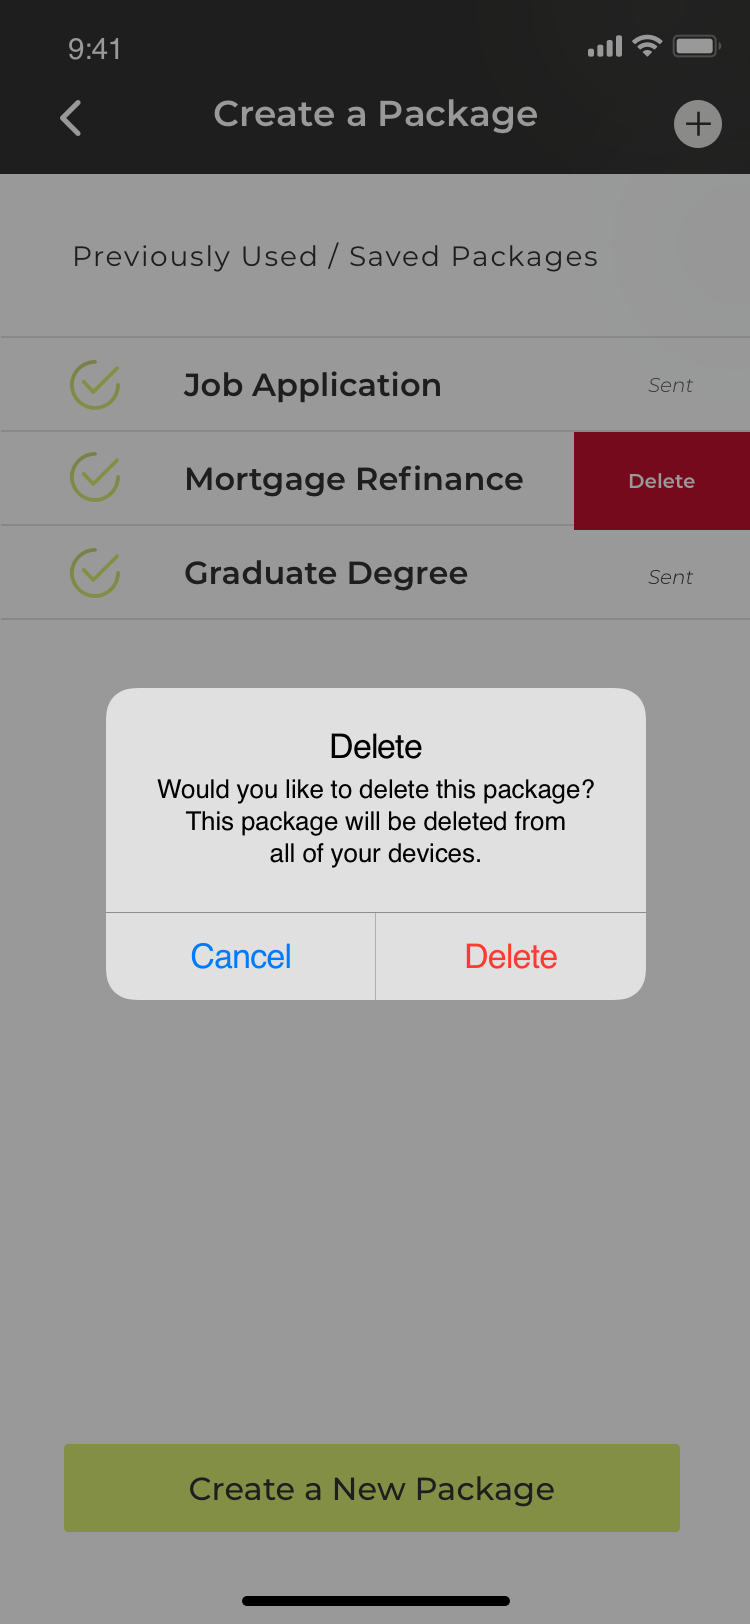 9:41
Create a Package
Previously Used / Saved Packages
Job Application Sent
Mortgage Refinance Delete
Graduate Degree Sent
Delete
Would you like to delete this package?
This package will be deleted from
all of your devices.
Cancel Delete
Create a New Package